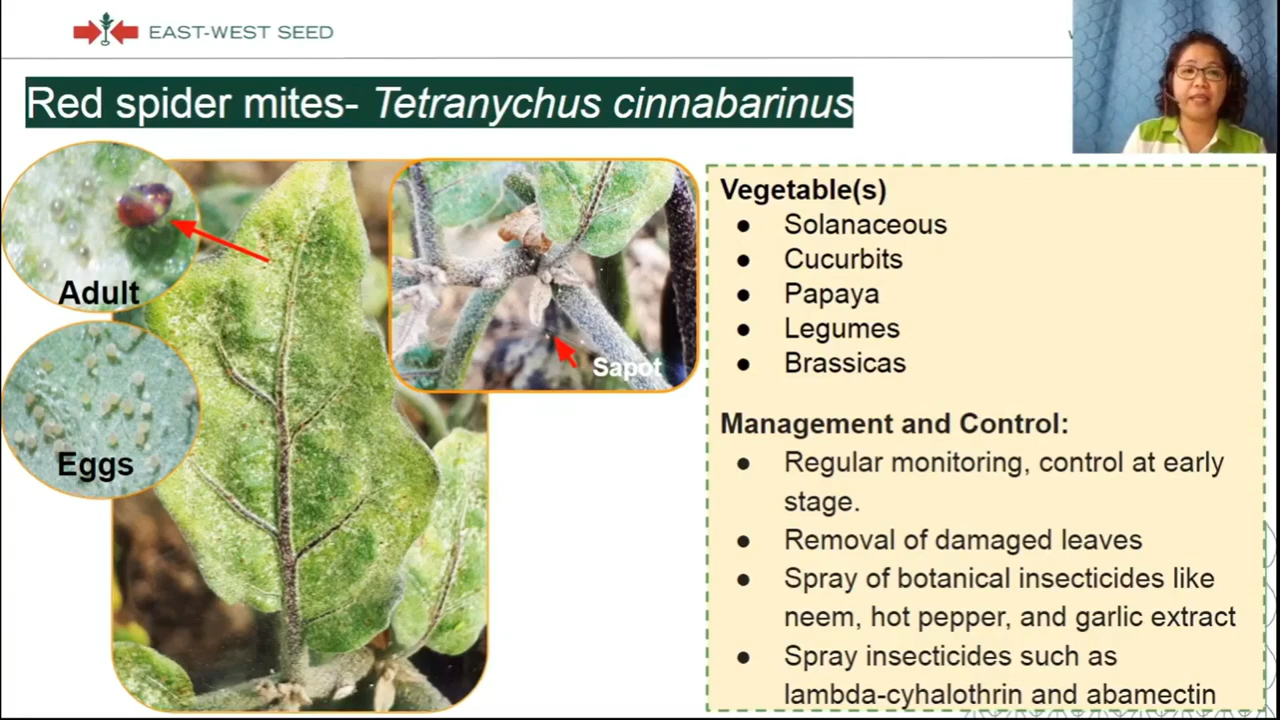 EAST-WEST SEED
Red spider mites- Tetranychus cinnabarinus
Adult
Eggs
Sapot
Vegetable(s)
● Solanaceous
● Cucurbits
● Papaya
● Legumes
● Brassicas
Management and Control:
● Regular monitoring, control at early
stage.
● Removal of damaged leaves
● Spray of botanical insecticides like
neem, hot pepper, and garlic extract
● Spray insecticides such as
lambda-cyhalothrin and abamectin